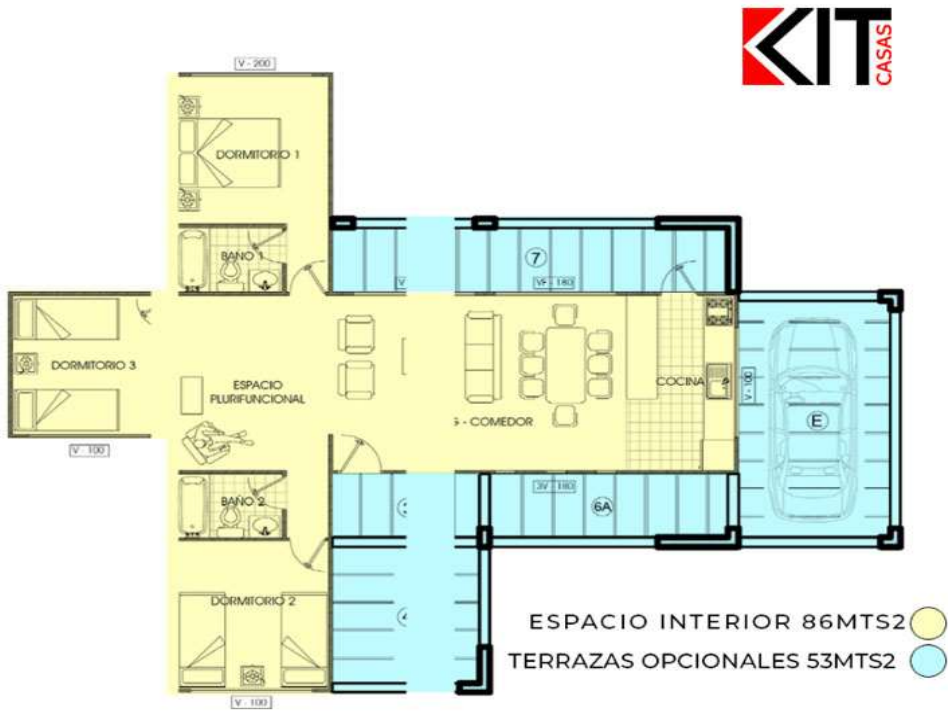 KIT
CASAS
V - 200
DORMITORIO 1
BAÑO 1
7
VF - 180
DORMITORIO 3
ESPACIO
PLURIFUNCIONAL
COCINA
V - 100
- COMEDOR
E
V - 100
BAÑO 2
3V - 180
6A
DORMITORIO 2
V - 100
ESPACIO INTERIOR 86MTS2
TERRAZAS OPCIONALES 53MTS2